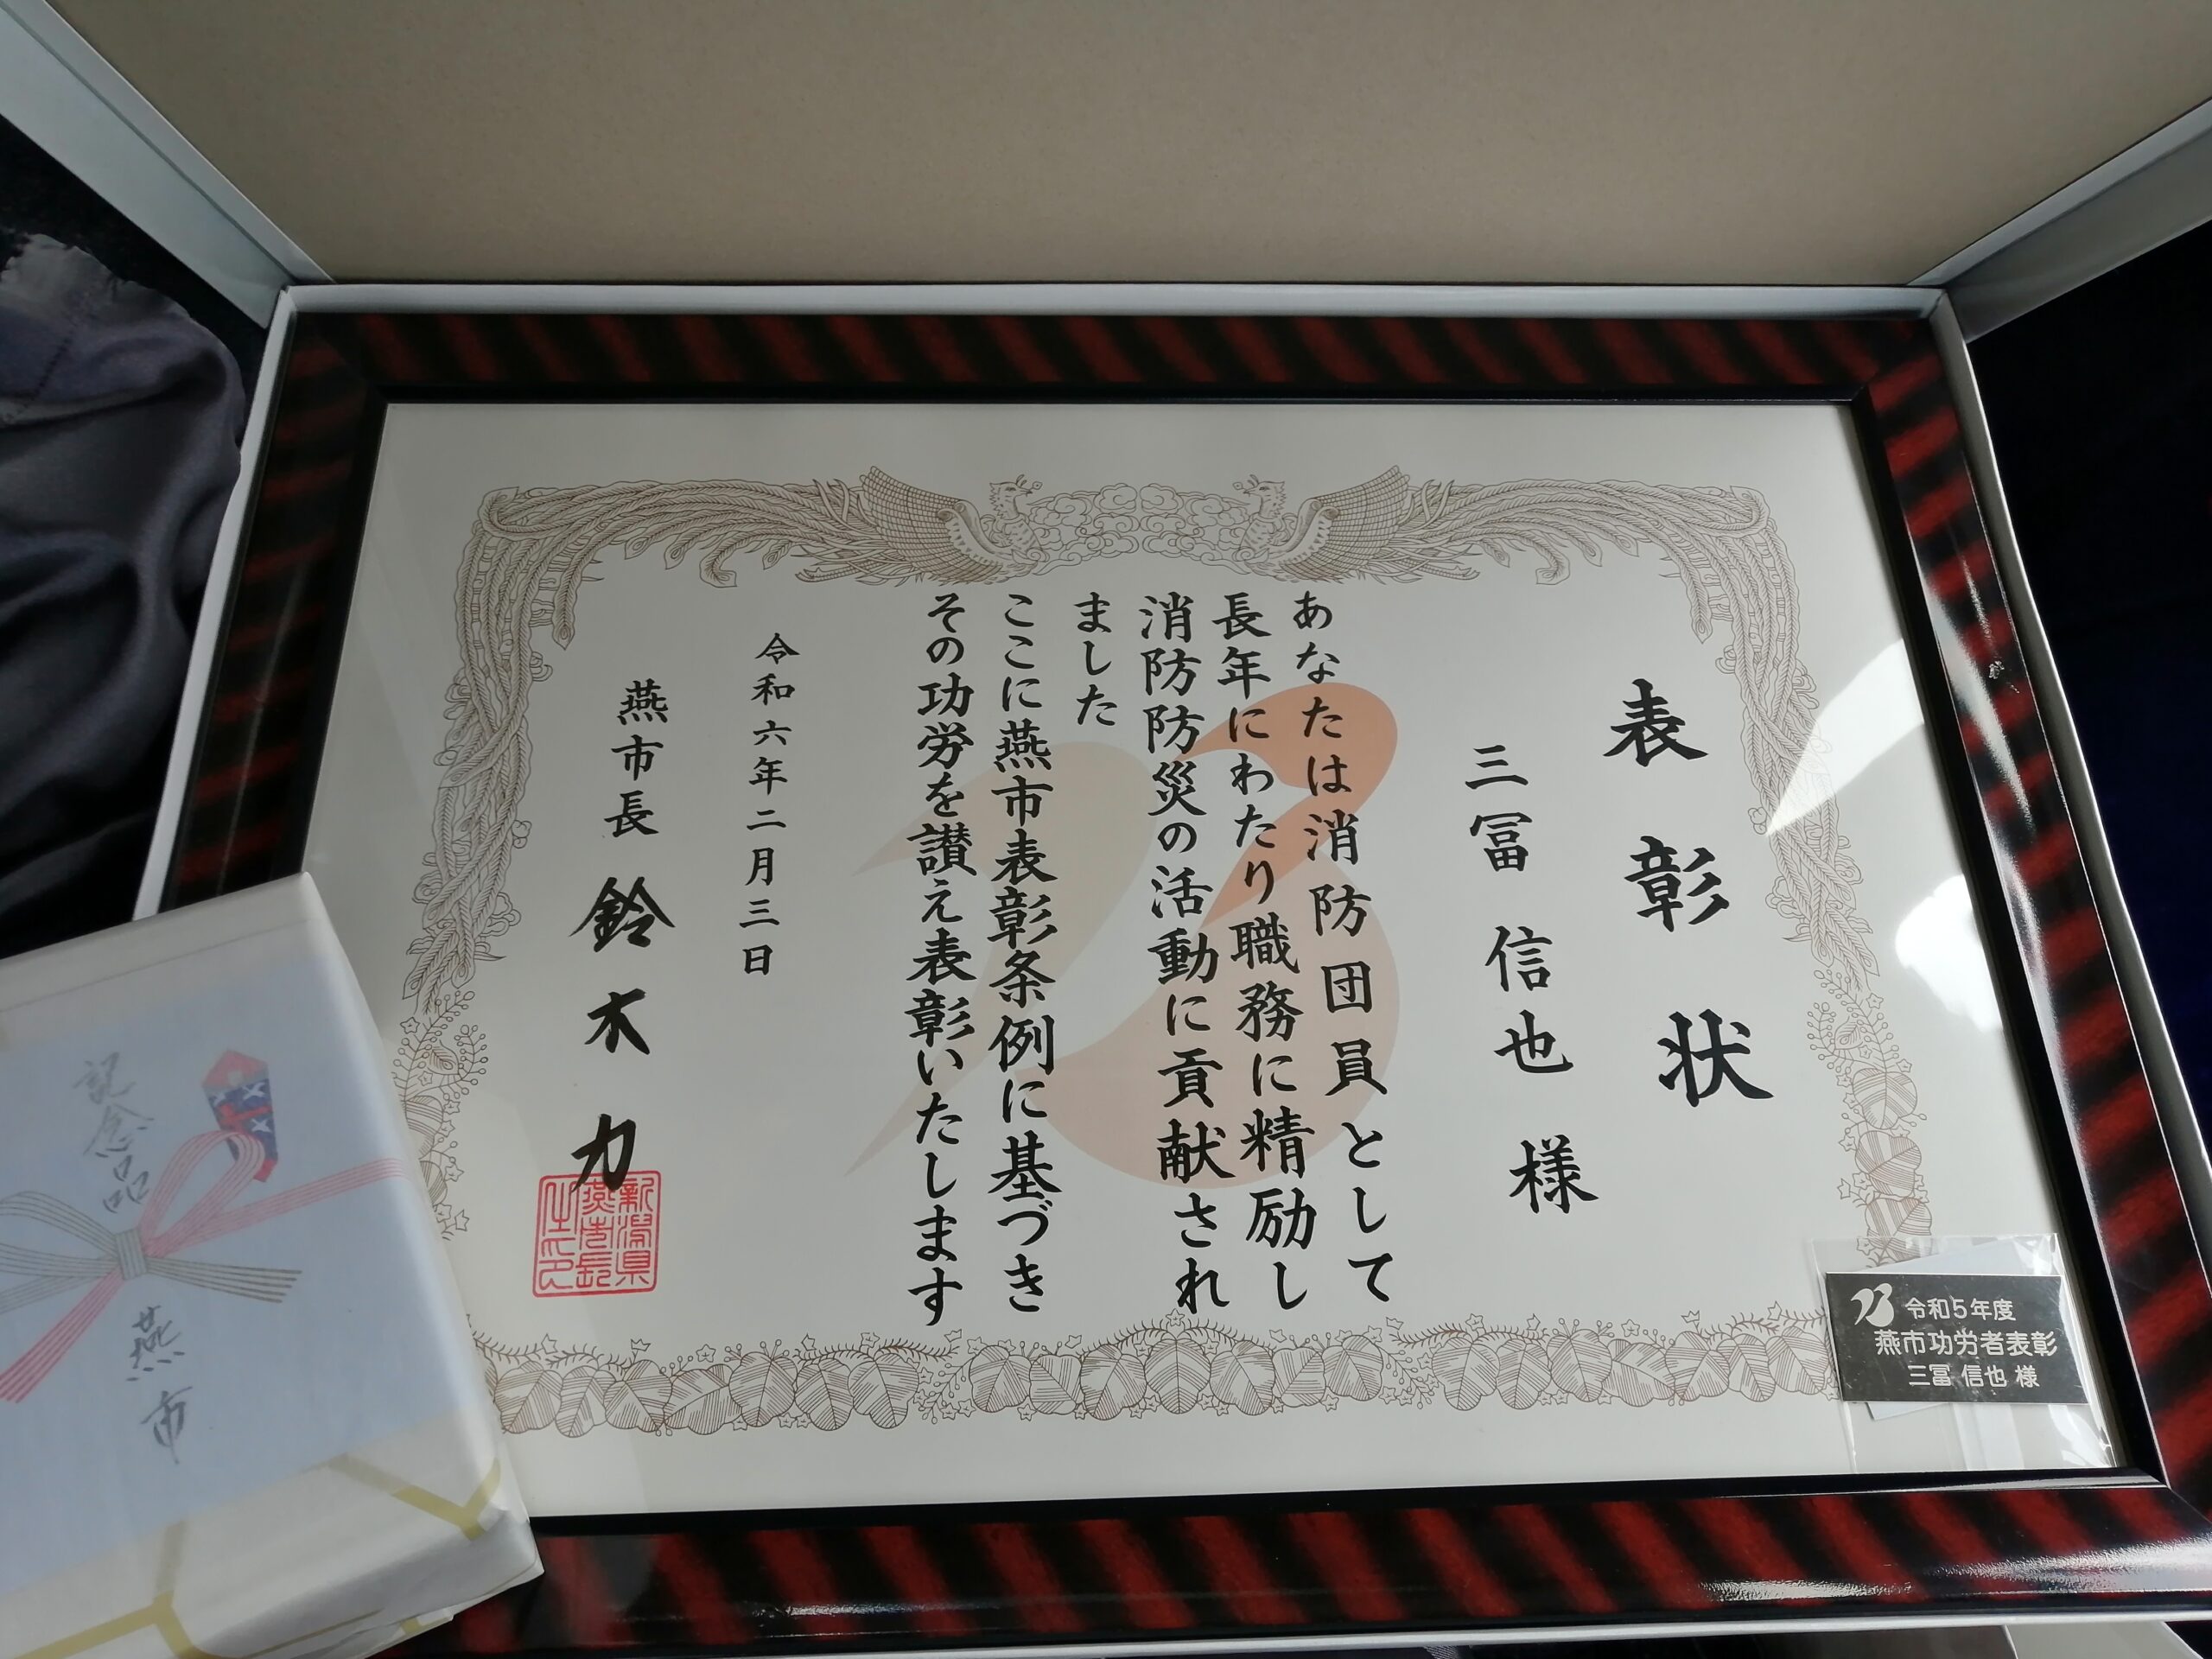 表彰状
三冨信也様
あなたは消防団員として
長年にわたり職務に精励し
消防防災の活動に貢献され
ました
ここに燕市表彰条例に基づき
その功労を讃え表彰いたします
令和六年二月三日
燕市長 鈴木力
新潟県
燕市長
之印
令和5年度
燕市功労者表彰
三冨 信也 様
記念品
燕市